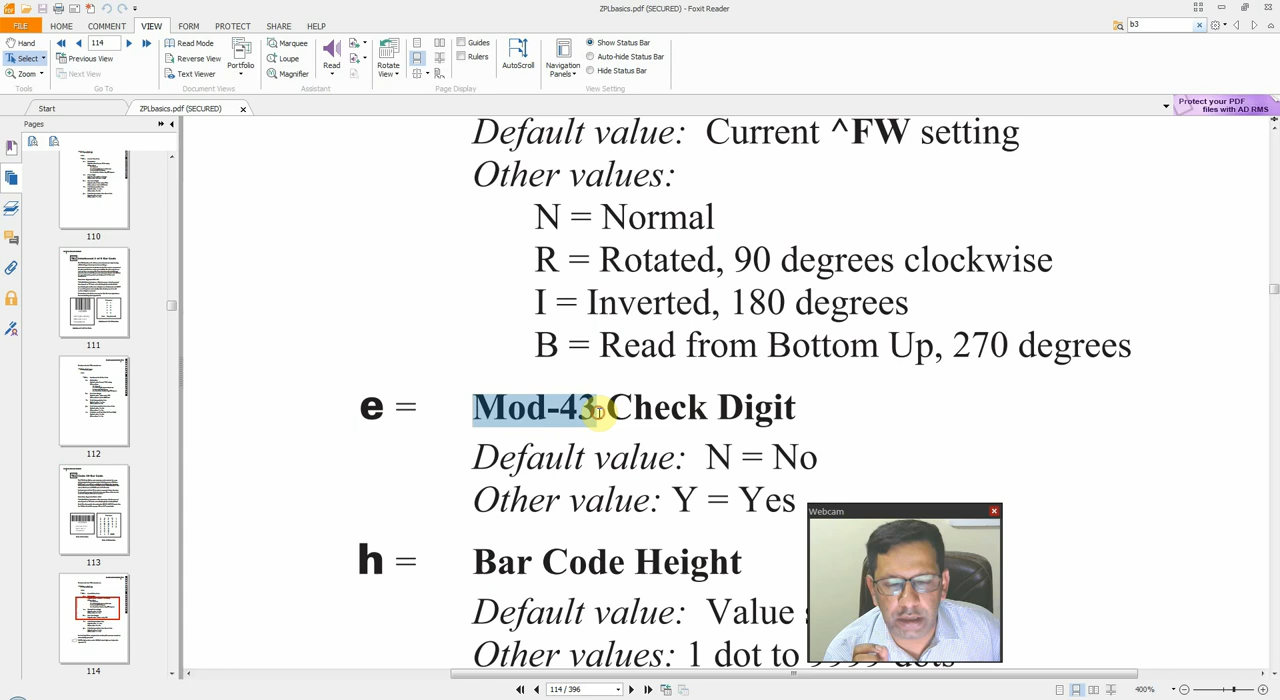 ZPLbasics.pdf (SECURED) - Foxit Reader
FILE HOME COMMENT VIEW FORM PROTECT SHARE HELP
b3
Hand
Select
Zoom
Tools
114
Previous View
Next View
Go To
Read Mode
Reverse View
Text Viewer
Document Views
Portfolio
Marquee
Loupe
Magnifier
Read
Assistant
Rotate
View
Guides
Rulers
Page Display
AutoScroll
Navigation
Panels
Show Status Bar
Auto-hide Status Bar
Hide Status Bar
View Setting
Start
ZPLbasics.pdf (SECURED)
Protect your PDF
files with AD RMS
Pages
110
111
112
113
114
Default value: Current ^FW setting
Other values:
N = Normal
R = Rotated, 90 degrees clockwise
I = Inverted, 180 degrees
B = Read from Bottom Up, 270 degrees
e = Mod-43 Check Digit
Default value: N = No
Other value: Y = Yes
h = Bar Code Height
Default value: Value
Other values: 1 dot to 9999 dots
Webcam
114 / 396
400%